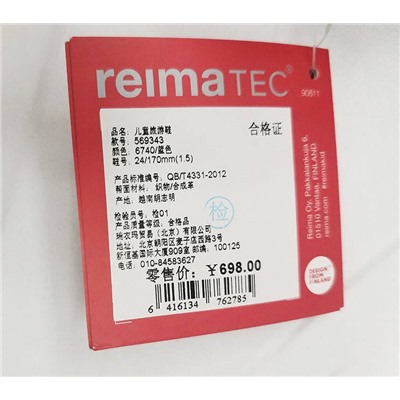 reimaTEC®
90611
合格证
品名：儿童旅游鞋
款号：569343
颜色：6740/蓝色
鞋号：24/170mm(1.5)
产品标准编号：QB/T4331-2012
帮面材料：织物/合成革
产地：越南胡志明
检验员号：检01
产品质量等级：合格品
瑞衣玛贸易（北京）有限公司
地址：北京朝阳区麦子店西路3号
新恒基国际大厦909室 邮编：100125
电话：010-84583627
检
零售价：￥698.00
6 416134 762785
Reima Oy, Pakkalankuja 6,
01510 Vantaa, FINLAND
reima.com #reimakid
DESIGN
FROM
FINLAND